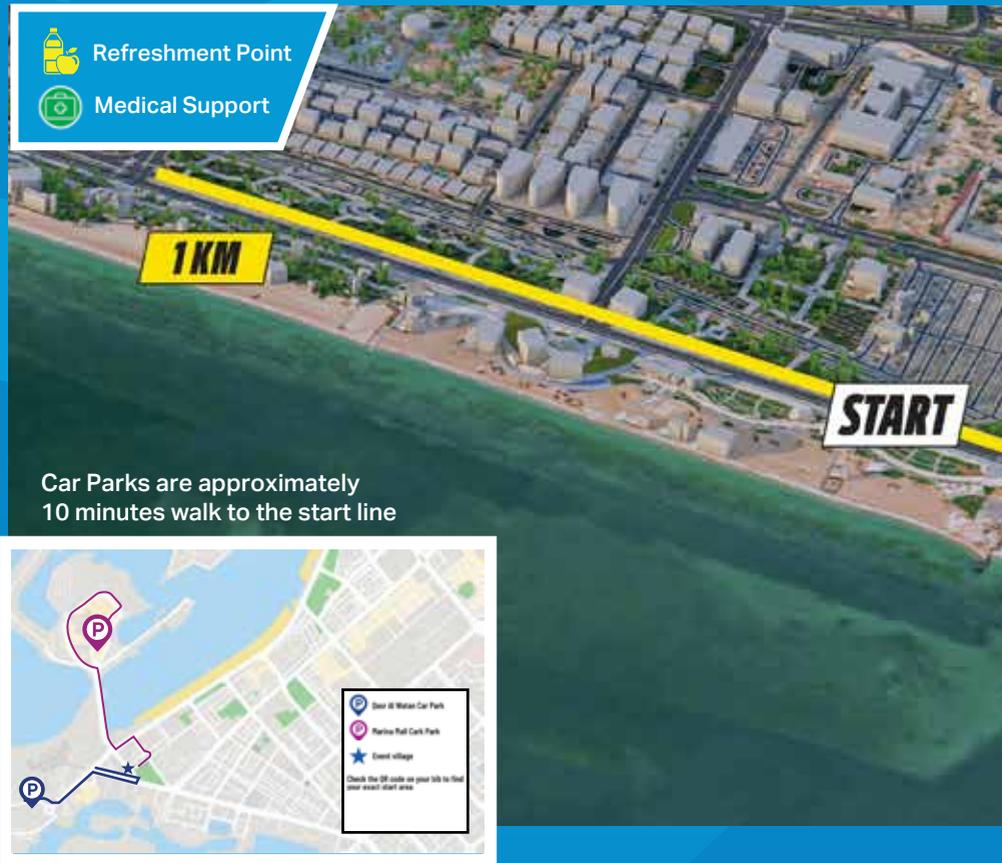 Refreshment Point
Medical Support
1 KM
START
Car Parks are approximately
10 minutes walk to the start line
P
P
P
Qasr Al Watan Car Park
P
Marina Mall Cark Park
Event village
Check the QR code on your bib to find
your exact start area